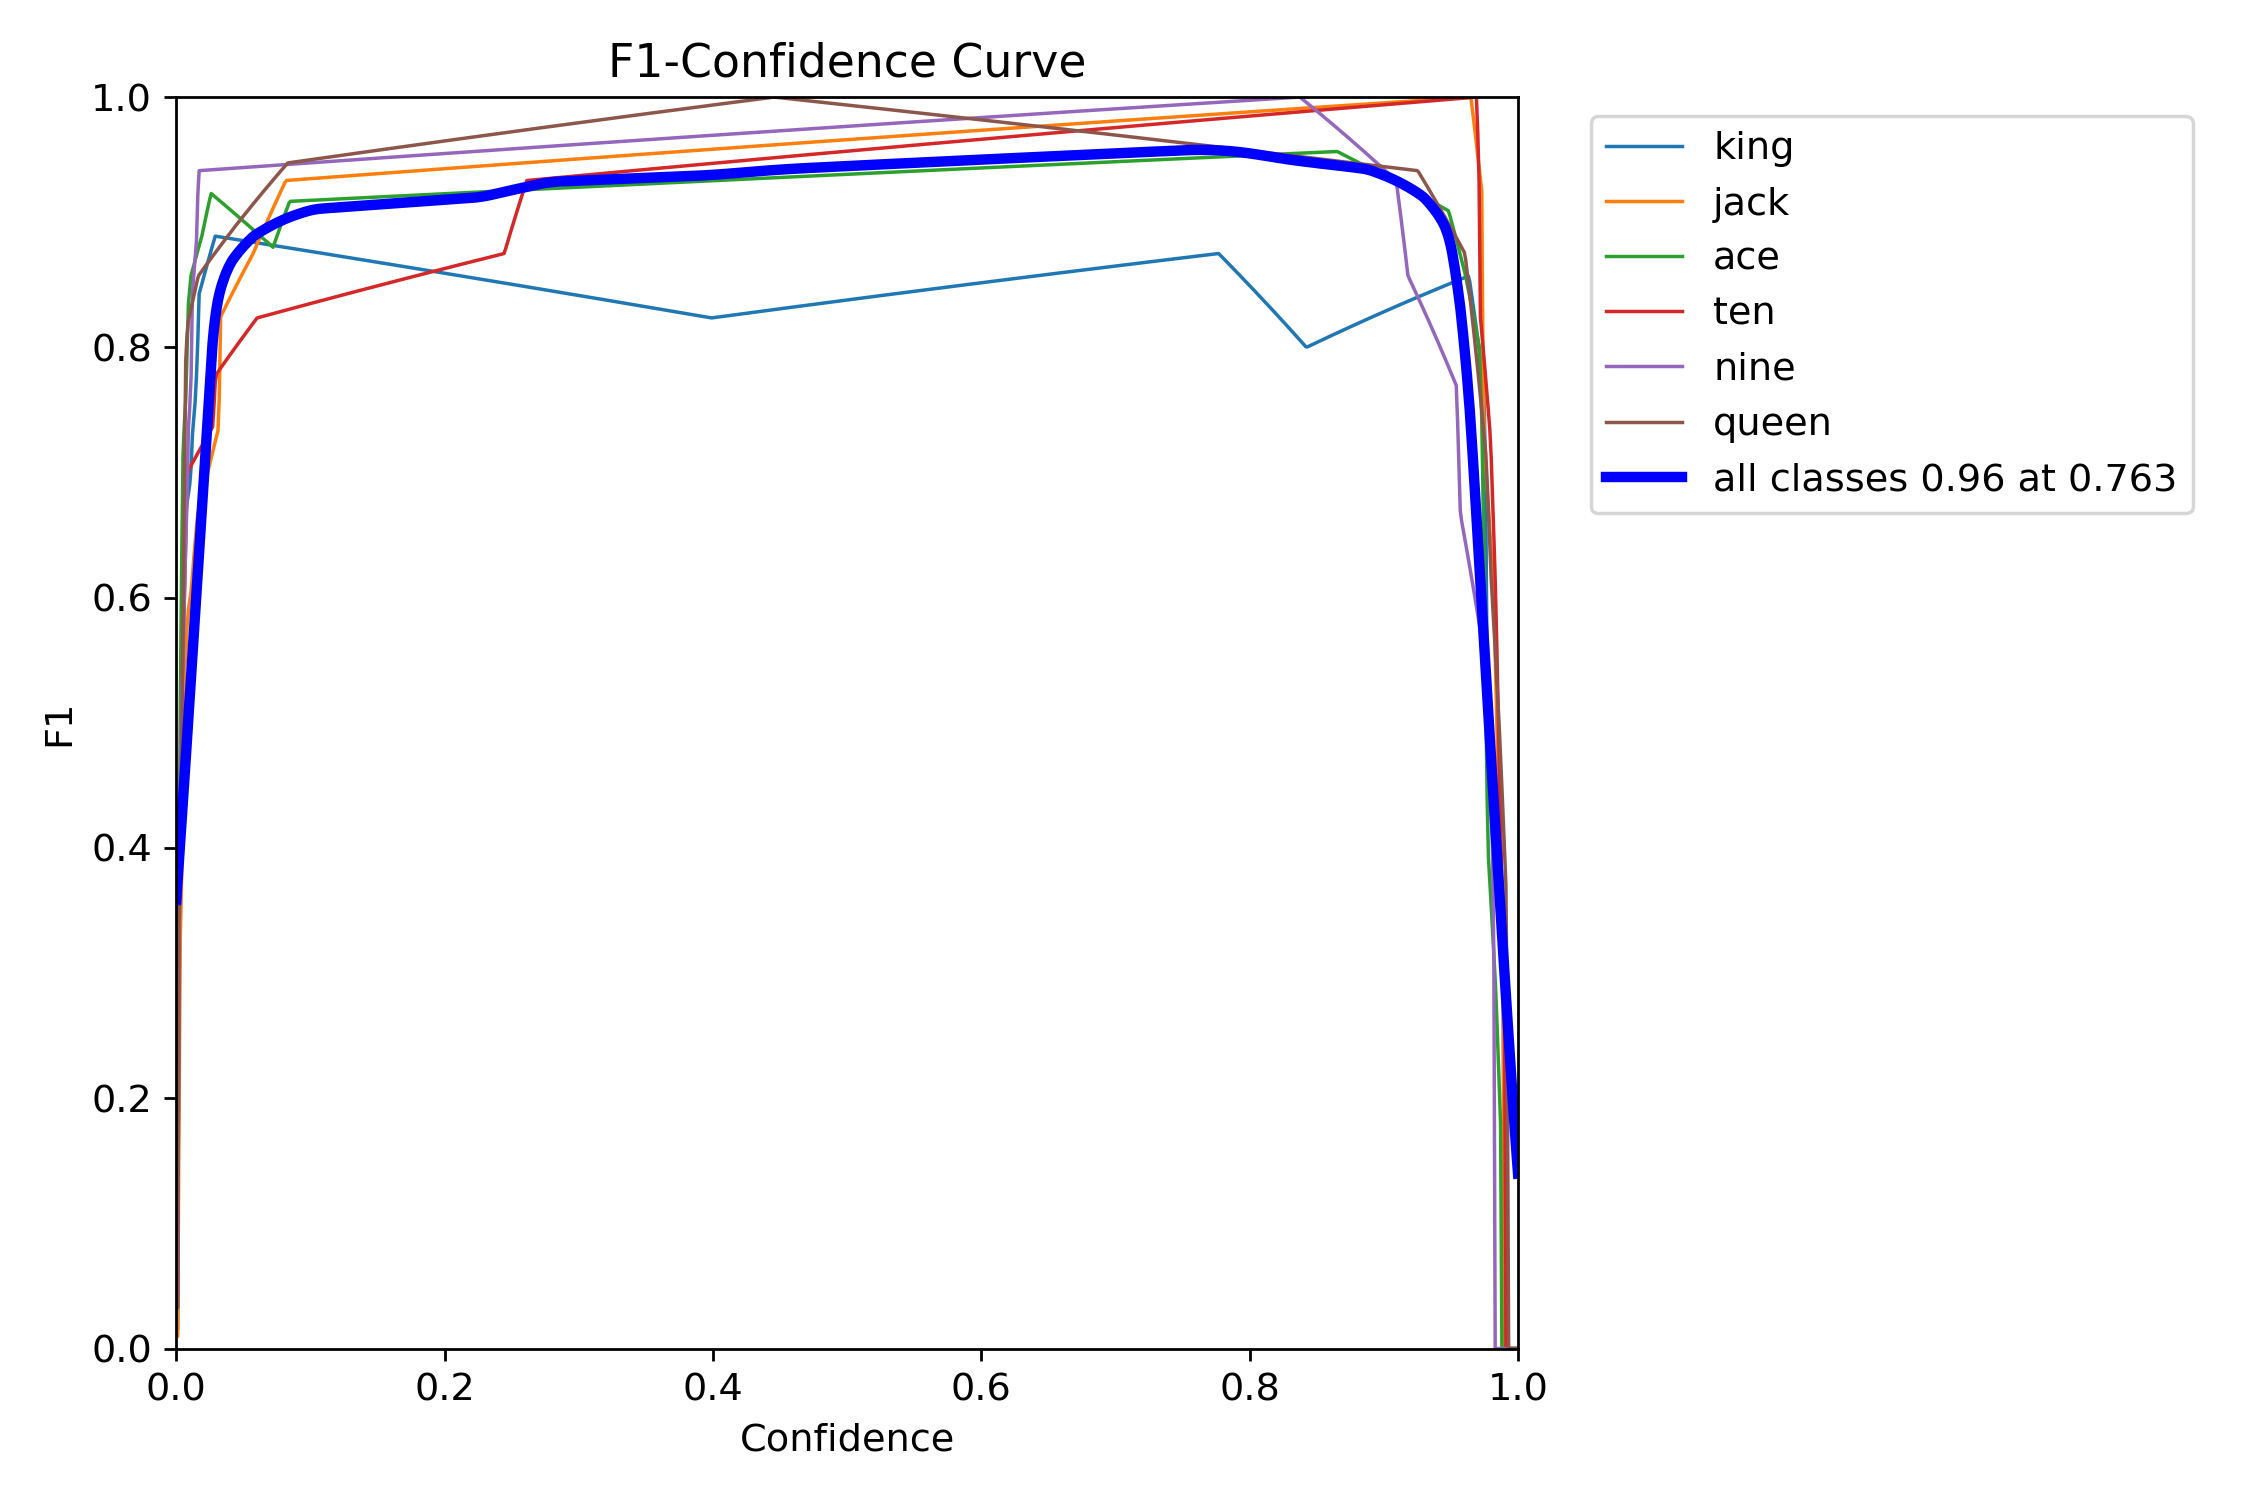 F1-Confidence Curve
1.0
0.8
0.6
0.4
0.2
0.0
F1
0.0 0.2 0.4 0.6 0.8 1.0
Confidence
king
jack
ace
ten
nine
queen
all classes 0.96 at 0.763